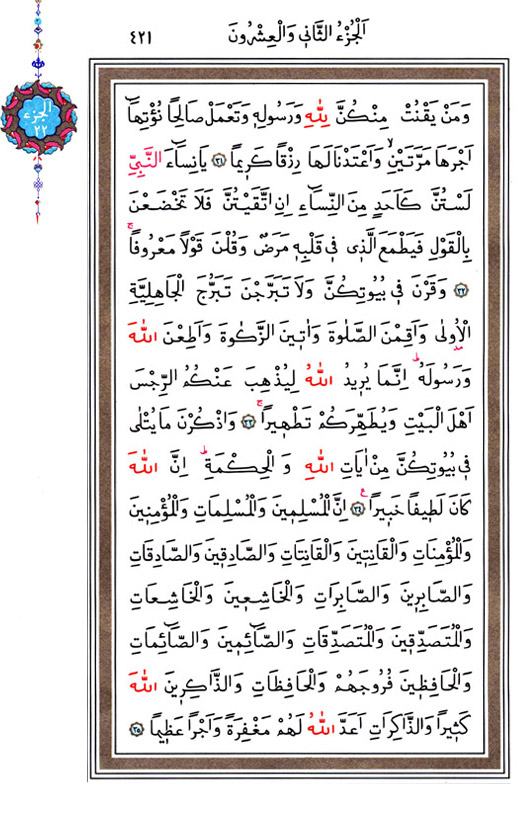 اَلْجُزْءُ الثَّانٖي وَالْعِشْرُونَ
٤٢١
اَلْجُزْءُ
٢٢
وَمَنْ يَقْنُتْ مِنْكُنَّ لِلّٰهِ وَرَسُولِهٖ وَتَعْمَلْ صَالِحًا نُؤْتِهَٓا
اَجْرَهَا مَرَّتَيْنِۙ وَاَعْتَدْنَا لَهَا رِزْقًا كَرٖيمًا ﴿٣١﴾ يَا نِسَٓاءَ النَّبِيِّ
لَسْتُنَّ كَاَحَدٍ مِنَ النِّسَٓاءِ اِنِ اتَّقَيْتُنَّ فَلَا تَخْضَعْنَ
بِالْقَوْلِ فَيَطْمَعَ الَّذٖي فٖي قَلْبِهٖ مَرَضٌ وَقُلْنَ قَوْلًا مَعْرُوفًاۚ
﴿٣٢﴾ وَقَرْنَ فٖي بُيُوتِكُنَّ وَلَا تَبَرَّجْنَ تَبَرُّجَ الْجَاهِلِيَّةِ
الْاُولٰى وَاَقِمْنَ الصَّلٰوةَ وَاٰتٖينَ الزَّكٰوةَ وَاَطِعْنَ اللّٰهَ
وَرَسُولَهُؕ اِنَّمَا يُرٖيدُ اللّٰهُ لِيُذْهِبَ عَنْكُمُ الرِّجْسَ
اَهْلَ الْبَيْتِ وَيُطَهِّرَكُمْ تَطْهٖيرًاۚ ﴿٣٣﴾ وَاذْكُرْنَ مَا يُتْلٰى
فٖي بُيُوتِكُنَّ مِنْ اٰيَاتِ اللّٰهِ وَالْحِكْمَةِؕ اِنَّ اللّٰهَ
كَانَ لَطٖيفًا خَبٖيرًاࣖ ﴿٣٤﴾ اِنَّ الْمُسْلِمٖينَ وَالْمُسْلِمَاتِ وَالْمُؤْمِنٖينَ
وَالْمُؤْمِنَاتِ وَالْقَانِتٖينَ وَالْقَانِتَاتِ وَالصَّادِقٖينَ وَالصَّادِقَاتِ
وَالصَّابِرٖينَ وَالصَّابِرَاتِ وَالْخَاشِعٖينَ وَالْخَاشِعَاتِ
وَالْمُتَصَدِّقٖينَ وَالْمُتَصَدِّقَاتِ وَالصَّٓائِمٖينَ وَالصَّٓائِمَاتِ
وَالْحَافِظٖينَ فُرُوجَهُمْ وَالْحَافِظَاتِ وَالذَّاكِرٖينَ اللّٰهَ
كَثٖيرًا وَالذَّاكِرَاتِ اَعَدَّ اللّٰهُ لَهُمْ مَغْفِرَةً وَاَجْرًا عَظٖيمًا ﴿٣٥﴾